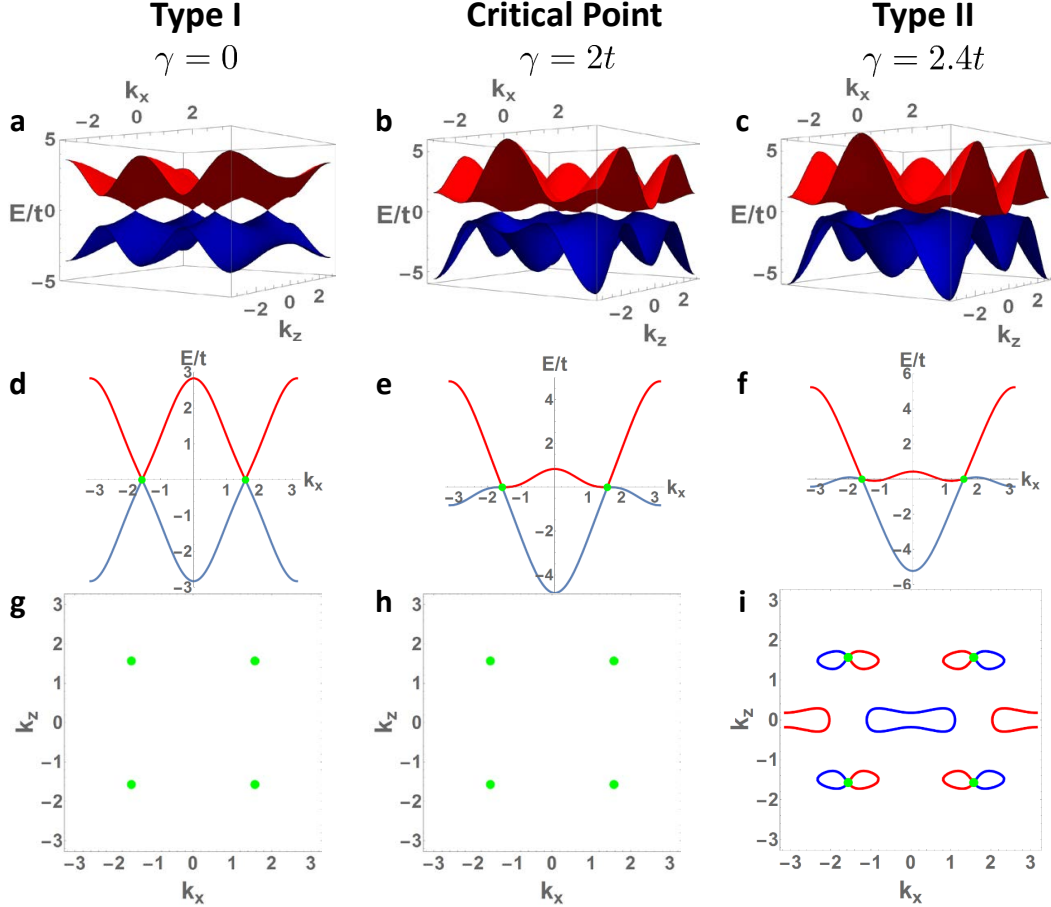 Type I
Critical Point
Type II
γ = 0
γ = 2t
γ = 2.4t
a
kx
−2 0 2
5
E/t 0
−5
−2 0 2
kz
b
kx
−2 0 2
5
E/t 0
−5
−2 0 2
kz
c
kx
−2 0 2
5
E/t 0
−5
−2 0 2
kz
d
E/t
3
2
1
−3 −2 −1 1 2 3
kx
−1
−2
−3
e
E/t
4
2
−3 −2 −1 1 2 3
kx
−2
−4
f
E/t
6
4
2
−3 −2 −1 1 2 3
kx
−2
−4
−6
g
3
2
1
kz 0
−1
−2
−3
−3 −2 −1 0 1 2 3
kx
h
3
2
1
kz 0
−1
−2
−3
−3 −2 −1 0 1 2 3
kx
i
3
2
1
kz 0
−1
−2
−3
−3 −2 −1 0 1 2 3
kx